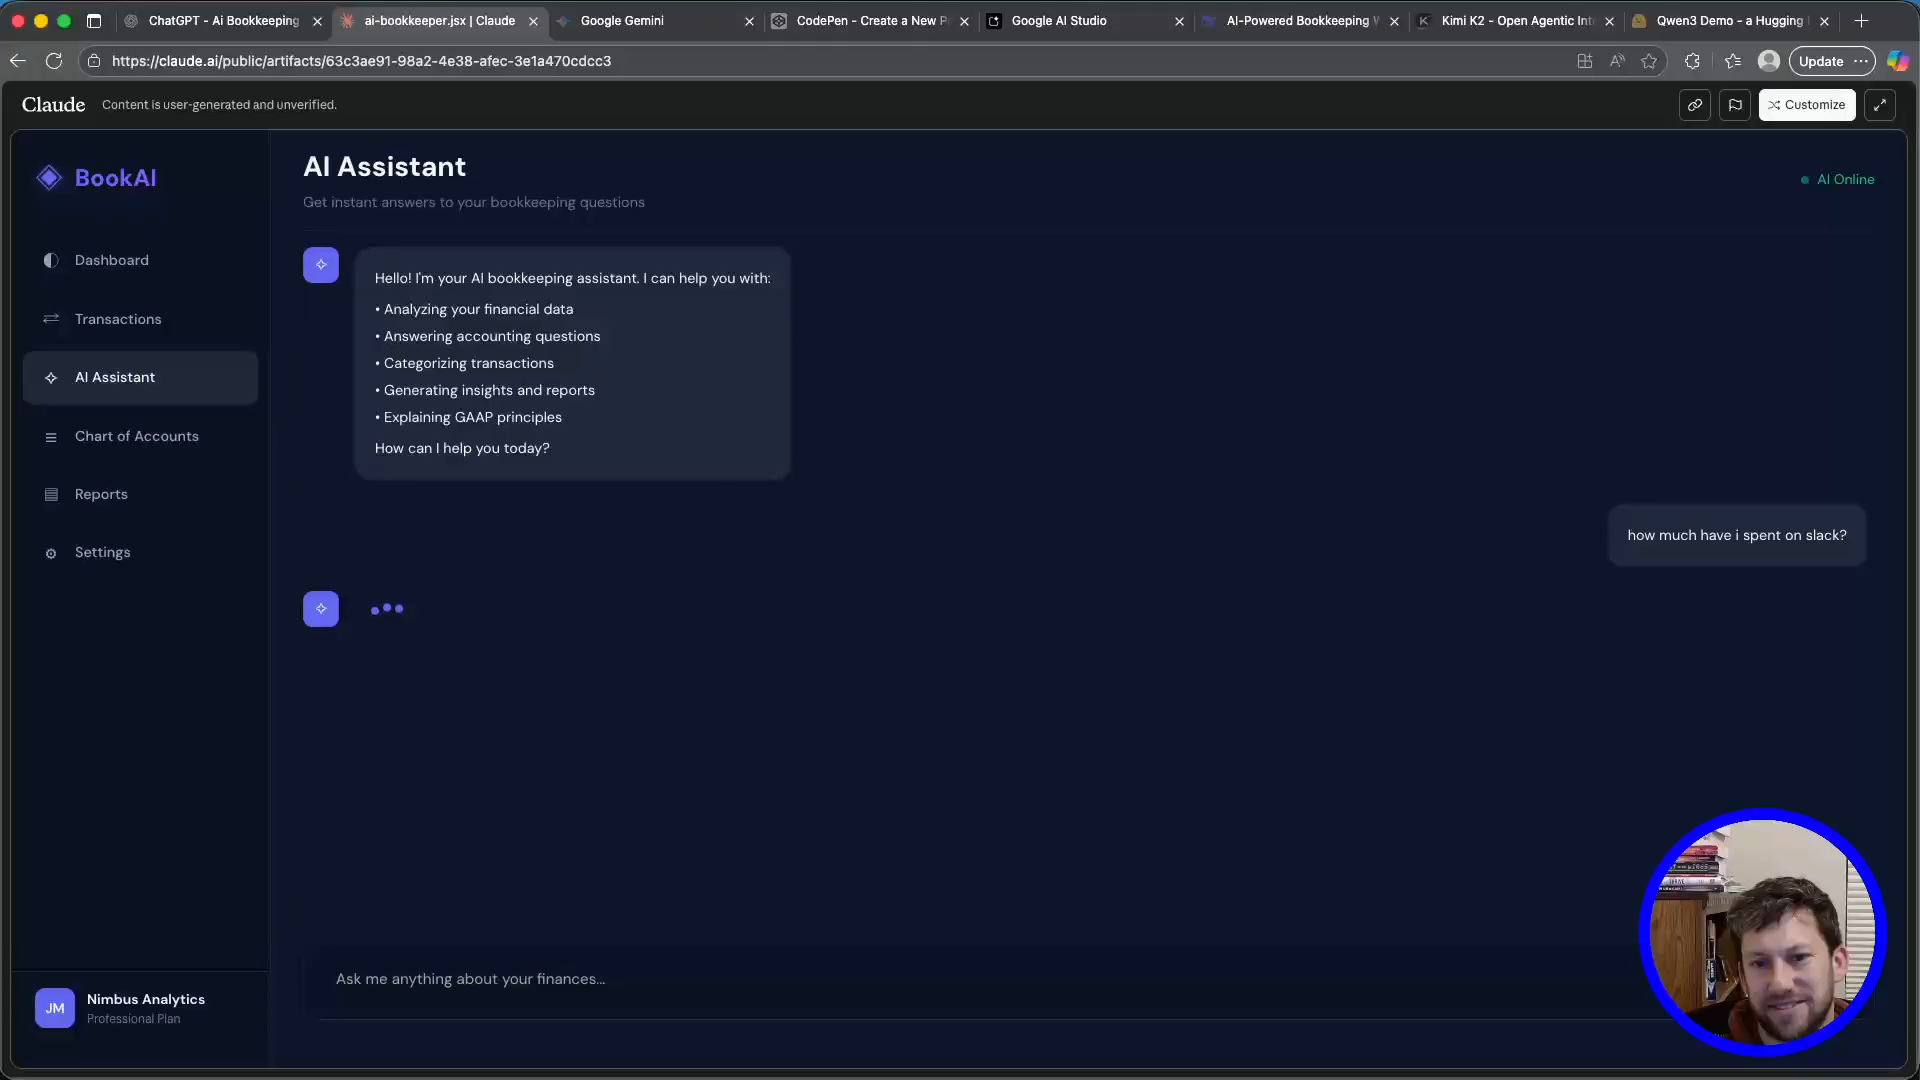 ChatGPT - Ai Bookkeeping
ai-bookkeeper.jsx | Claude
Google Gemini
CodePen - Create a New P
Google AI Studio
AI-Powered Bookkeeping
Kimi K2 - Open Agentic Int
Qwen3 Demo - a Hugging
https://claude.ai/public/artifacts/63c3ae91-98a2-4e38-afec-3e1a470cdcc3
Update
Claude
Content is user-generated and unverified.
Customize
BookAI
Dashboard
Transactions
AI Assistant
Chart of Accounts
Reports
Settings
JM
Nimbus Analytics
Professional Plan
AI Assistant
Get instant answers to your bookkeeping questions
AI Online
Hello! I'm your AI bookkeeping assistant. I can help you with:
• Analyzing your financial data
• Answering accounting questions
• Categorizing transactions
• Generating insights and reports
• Explaining GAAP principles
How can I help you today?
how much have i spent on slack?
Ask me anything about your finances...